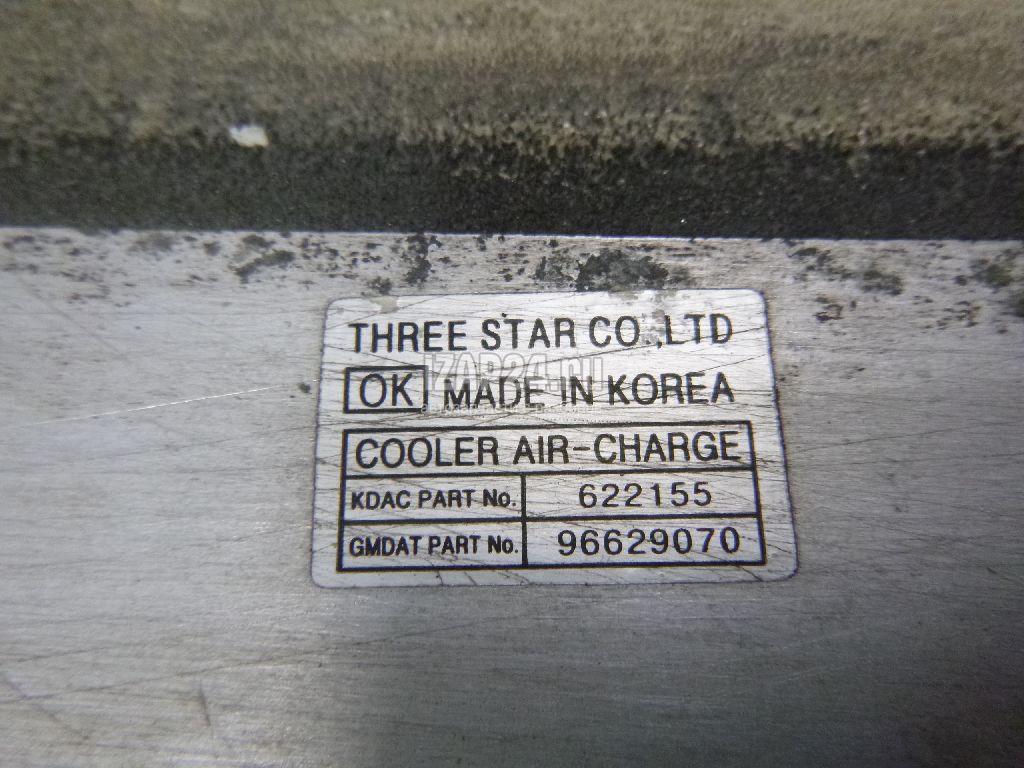 THREE STAR CO.,LTD
OK MADE IN KOREA
COOLER AIR-CHARGE
KDAC PART No. 622155
GMDAT PART No. 96629070